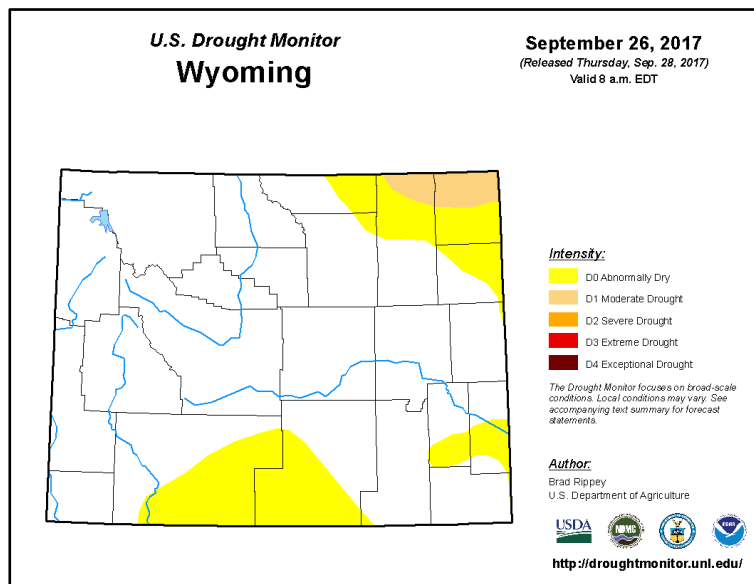 U.S. Drought Monitor
Wyoming
September 26, 2017
(Released Thursday, Sep. 28, 2017)
Valid 8 a.m. EDT
Intensity:
D0 Abnormally Dry
D1 Moderate Drought
D2 Severe Drought
D3 Extreme Drought
D4 Exceptional Drought
The Drought Monitor focuses on broad-scale
conditions. Local conditions may vary. See
accompanying text summary for forecast
statements.
Author:
Brad Rippey
U.S. Department of Agriculture
USDA
NDMC
NOAA
http://droughtmonitor.unl.edu/